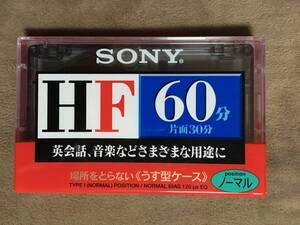 SONY
HF
60分
片面30分
英会話、音楽などさまざまな用途に
場所をとらない《うす型ケース》
TYPE I (NORMAL) POSITION / NORMAL BIAS 120 µs EQ
position
ノーマル